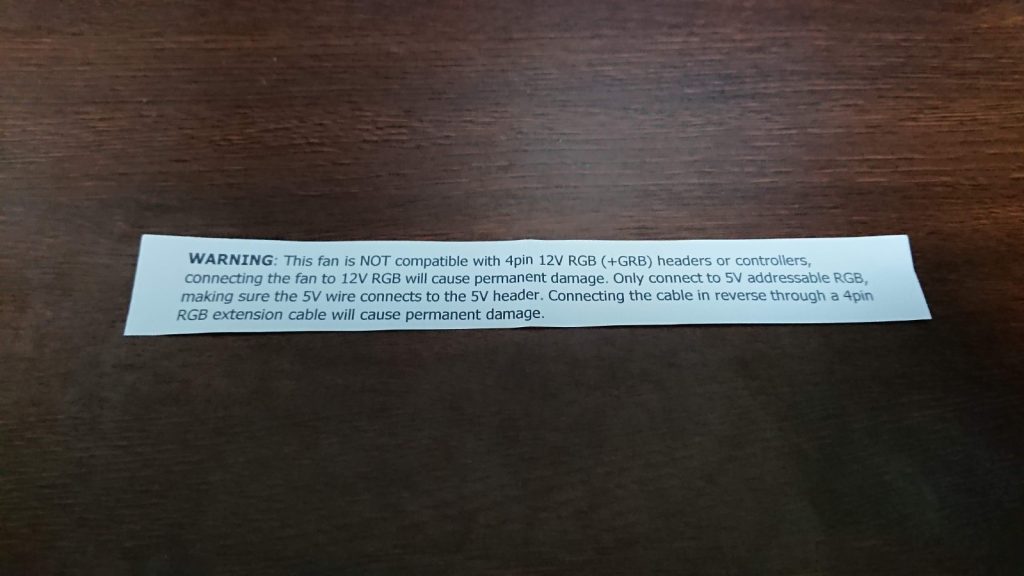 WARNING: This fan is NOT compatible with 4pin 12V RGB (+GRB) headers or controllers,
connecting the fan to 12V RGB will cause permanent damage. Only connect to 5V addressable RGB,
making sure the 5V wire connects to the 5V header. Connecting the cable in reverse through a 4pin
RGB extension cable will cause permanent damage.